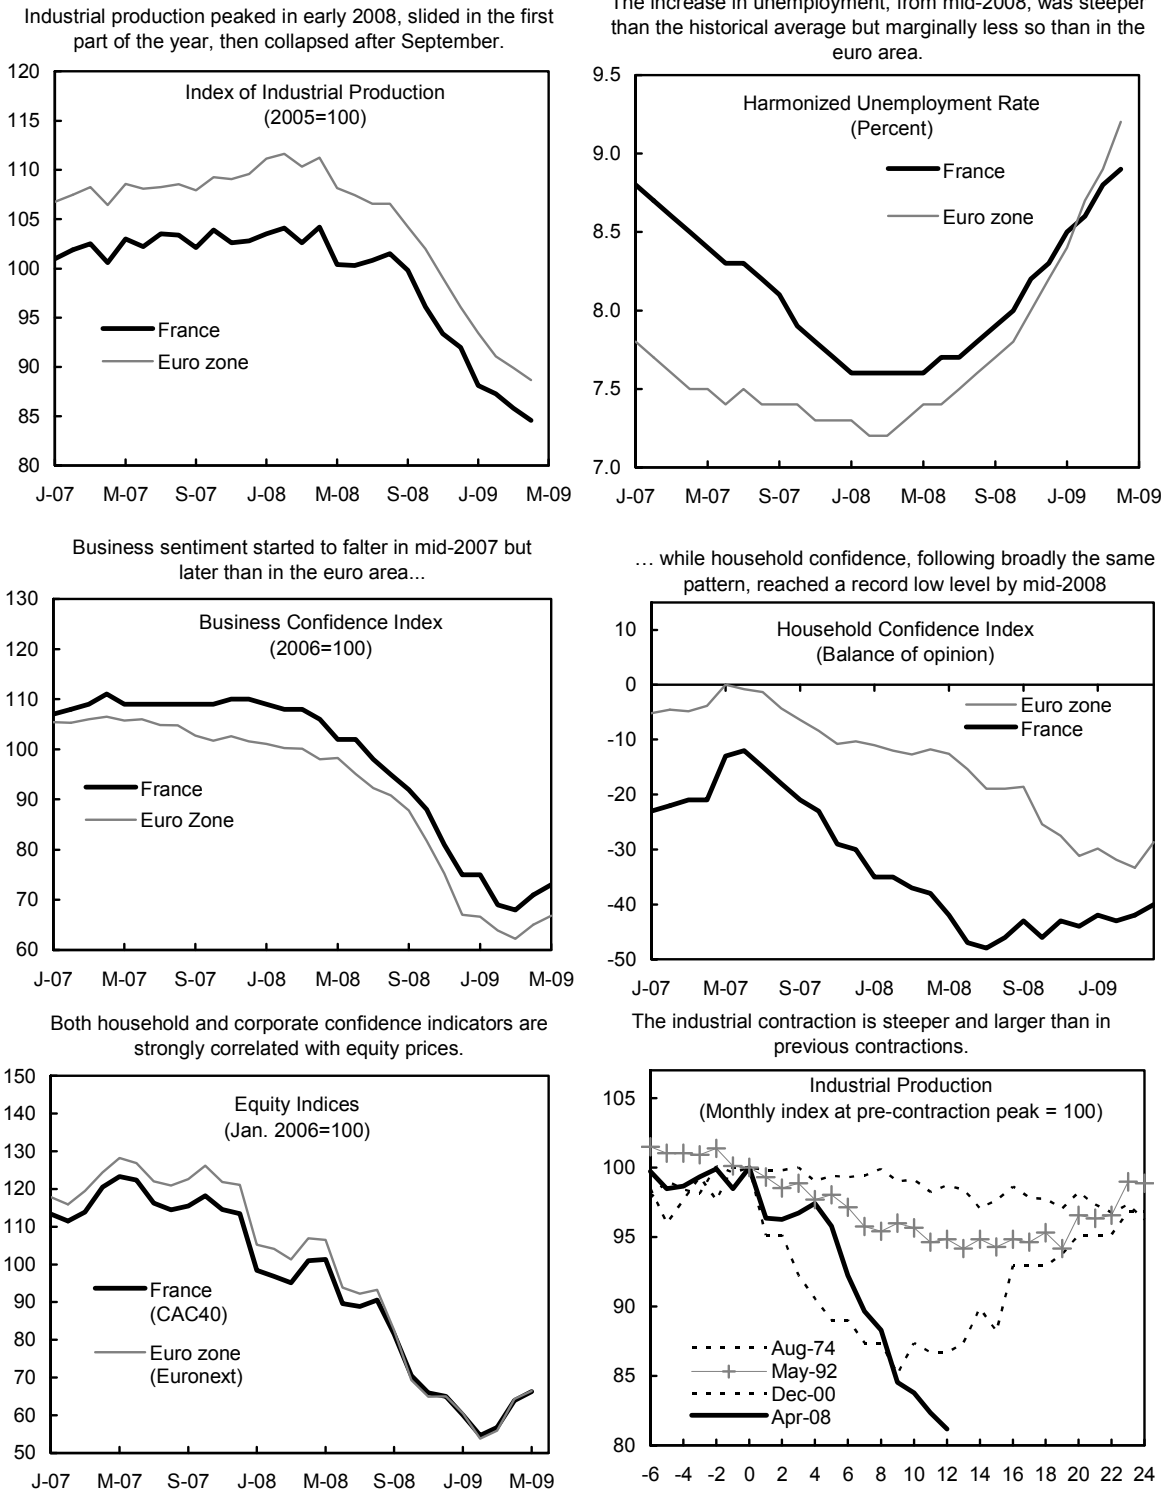 Industrial production peaked in early 2008, slided in the first
part of the year, then collapsed after September.
120
115
110
105
100
95
90
85
80
Index of Industrial Production
(2005=100)
France
Euro zone
J-07 M-07 S-07 J-08 M-08 S-08 J-09 M-09
The increase in unemployment, from mid-2008, was steeper
than the historical average but marginally less so than in the
euro area.
9.5
9.0
8.5
8.0
7.5
7.0
Harmonized Unemployment Rate
(Percent)
France
Euro zone
J-07 M-07 S-07 J-08 M-08 S-08 J-09 M-09
Business sentiment started to falter in mid-2007 but
later than in the euro area...
130
120
110
100
90
80
70
60
Business Confidence Index
(2006=100)
France
Euro Zone
J-07 M-07 S-07 J-08 M-08 S-08 J-09 M-09
… while household confidence, following broadly the same
pattern, reached a record low level by mid-2008
10
0
-10
-20
-30
-40
-50
Household Confidence Index
(Balance of opinion)
Euro zone
France
J-07 M-07 S-07 J-08 M-08 S-08 J-09
Both household and corporate confidence indicators are
strongly correlated with equity prices.
150
140
130
120
110
100
90
80
70
60
50
Equity Indices
(Jan. 2006=100)
France
(CAC40)
Euro zone
(Euronext)
J-07 M-07 S-07 J-08 M-08 S-08 J-09 M-09
The industrial contraction is steeper and larger than in
previous contractions.
105
100
95
90
85
80
Industrial Production
(Monthly index at pre-contraction peak = 100)
Aug-74
May-92
Dec-00
Apr-08
-6 -4 -2 0 2 4 6 8 10 12 14 16 18 20 22 24